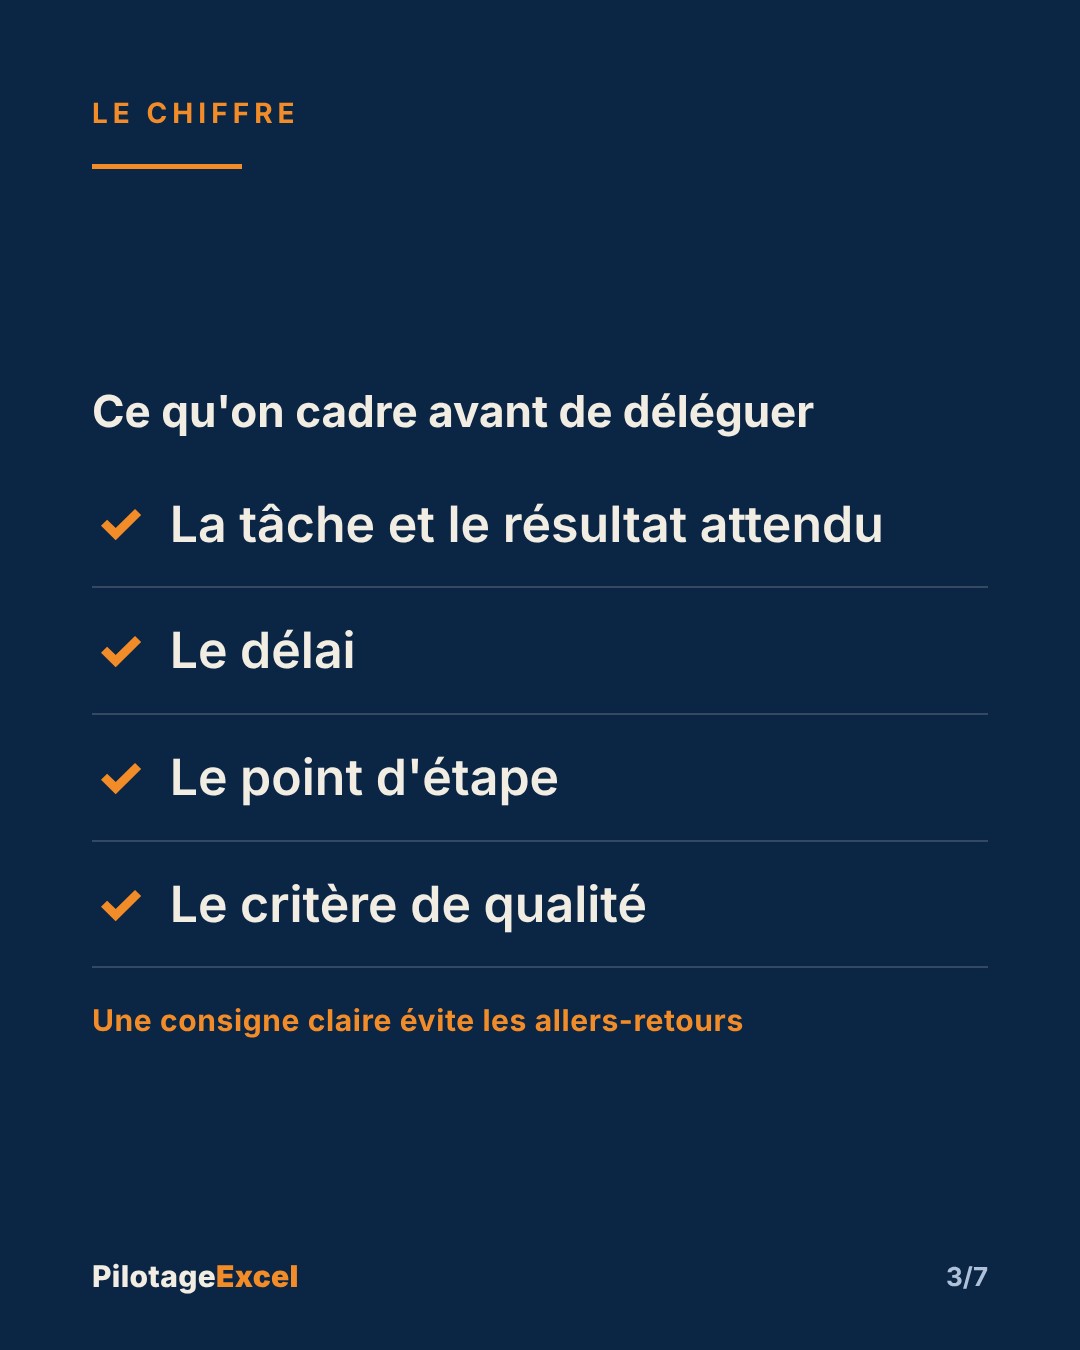 LE CHIFFRE
Ce qu'on cadre avant de déléguer
La tâche et le résultat attendu
Le délai
Le point d'étape
Le critère de qualité
Une consigne claire évite les allers-retours
PilotageExcel
3/7